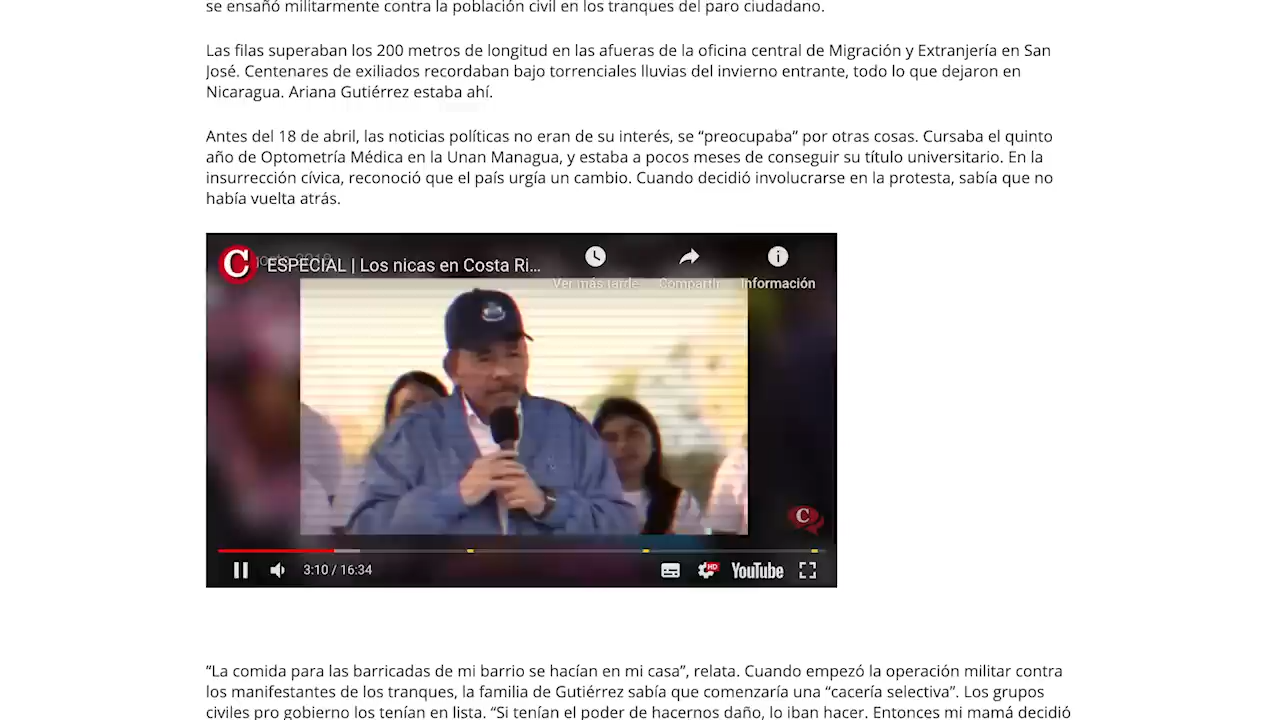 se ensañó militarmente contra la población civil en los tranques del paro ciudadano.
Las filas superaban los 200 metros de longitud en las afueras de la oficina central de Migración y Extranjería en San
José. Centenares de exiliados recordaban bajo torrenciales lluvias del invierno entrante, todo lo que dejaron en
Nicaragua. Ariana Gutiérrez estaba ahí.
Antes del 18 de abril, las noticias políticas no eran de su interés, se “preocupaba” por otras cosas. Cursaba el quinto
año de Optometría Médica en la Unan Managua, y estaba a pocos meses de conseguir su título universitario. En la
insurrección cívica, reconoció que el país urgía un cambio. Cuando decidió involucrarse en la protesta, sabía que no
había vuelta atrás.
C ESPECIAL | Los nicas en Costa Ri...
Ver más tarde Compartir Información
C
3:10 / 16:34 HD YouTube
“La comida para las barricadas de mi barrio se hacían en mi casa”, relata. Cuando empezó la operación militar contra
los manifestantes de los tranques, la familia de Gutiérrez sabía que comenzaría una “cacería selectiva”. Los grupos
civiles pro gobierno los tenían en lista. “Si tenían el poder de hacernos daño, lo iban hacer. Entonces mi mamá decidió